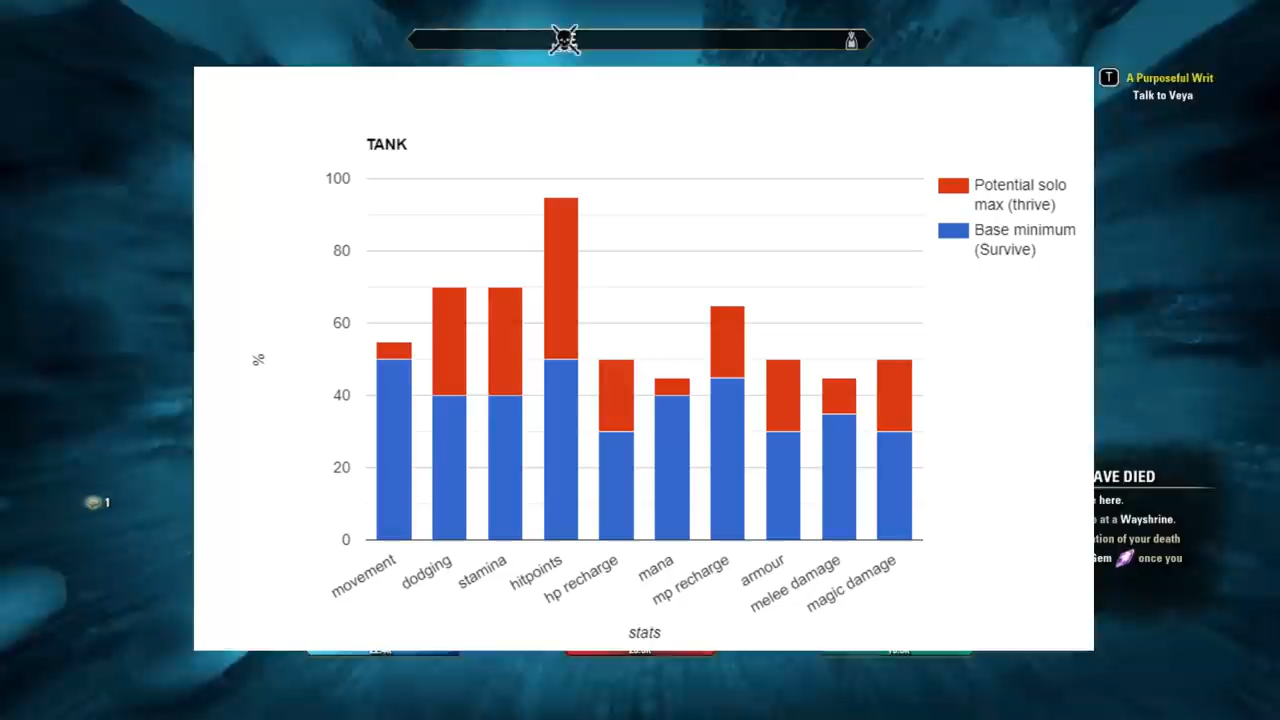 T A Purposeful Writ
Talk to Veya
TANK
100
80
60
40
20
0
%
Potential solo
max (thrive)
Base minimum
(Survive)
movement
dodging
stamina
hitpoints
hp recharge
mana
mp recharge
armour
melee damage
magic damage
stats
1
AVE DIED
here.
at a Wayshrine.
ation of your death
Gem once you